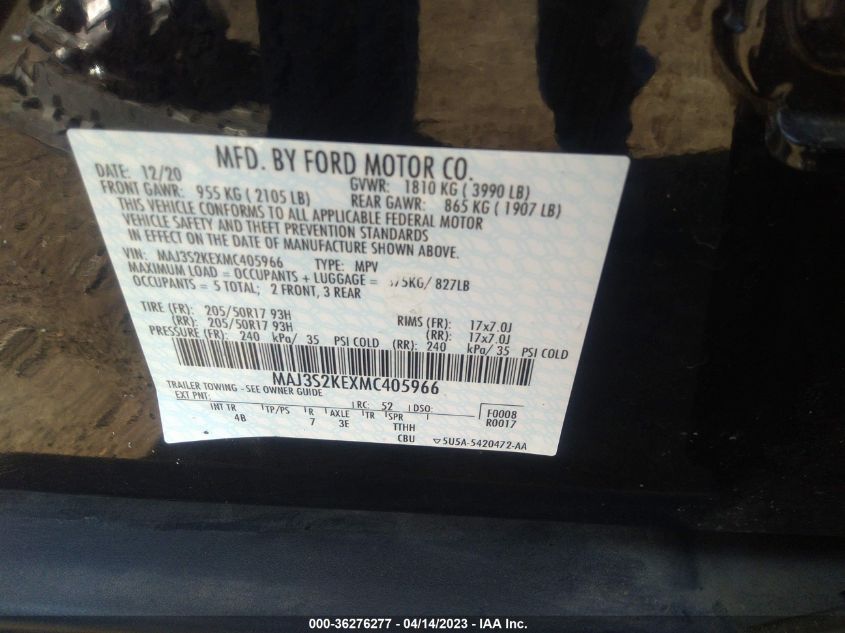 MFD. BY FORD MOTOR CO.
DATE: 12/20 GVWR: 1810 KG ( 3990 LB)
FRONT GAWR: 955 KG ( 2105 LB) REAR GAWR: 865 KG ( 1907 LB)
THIS VEHICLE CONFORMS TO ALL APPLICABLE FEDERAL MOTOR
VEHICLE SAFETY AND THEFT PREVENTION STANDARDS
IN EFFECT ON THE DATE OF MANUFACTURE SHOWN ABOVE.
VIN: MAJ3S2KEXMC405966 TYPE: MPV
MAXIMUM LOAD = OCCUPANTS + LUGGAGE = 75KG/ 827LB
OCCUPANTS = 5 TOTAL; 2 FRONT, 3 REAR
TIRE (FR): 205/50R17 93H RIMS (FR): 17x7.0J
(RR): 205/50R17 93H (RR): 17x7.0J
PRESSURE (FR): 240 kPa/ 35 PSI COLD (RR): 240 kPa/ 35 PSI COLD
MAJ3S2KEXMC405966
TRAILER TOWING - SEE OWNER GUIDE
EXT PNT: RC: 52 DSO: F0008
INT TR TP/PS R AXLE TR SPR R0017
4B 7 3E TTHH
CBU 5U5A-5420472-AA
000-36276277 - 04/14/2023 - IAA Inc.